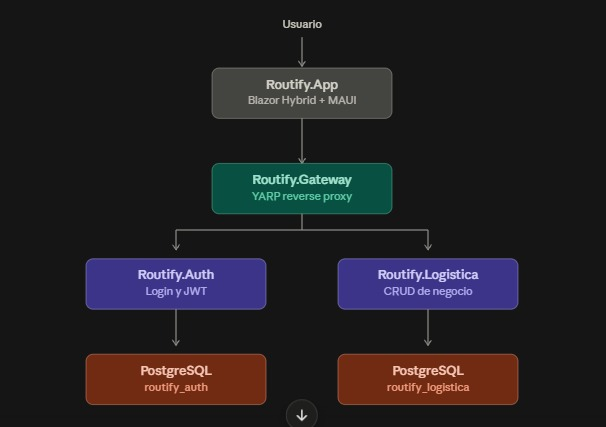 Usuario
Routify.App
Blazor Hybrid + MAUI
Routify.Gateway
YARP reverse proxy
Routify.Auth
Login y JWT
Routify.Logistica
CRUD de negocio
PostgreSQL
routify_auth
PostgreSQL
routify_logistica